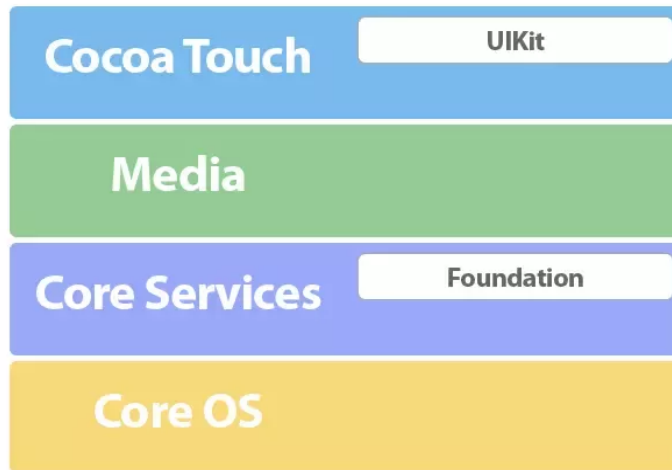 Cocoa Touch
UIKit
Media
Core Services
Foundation
Core OS